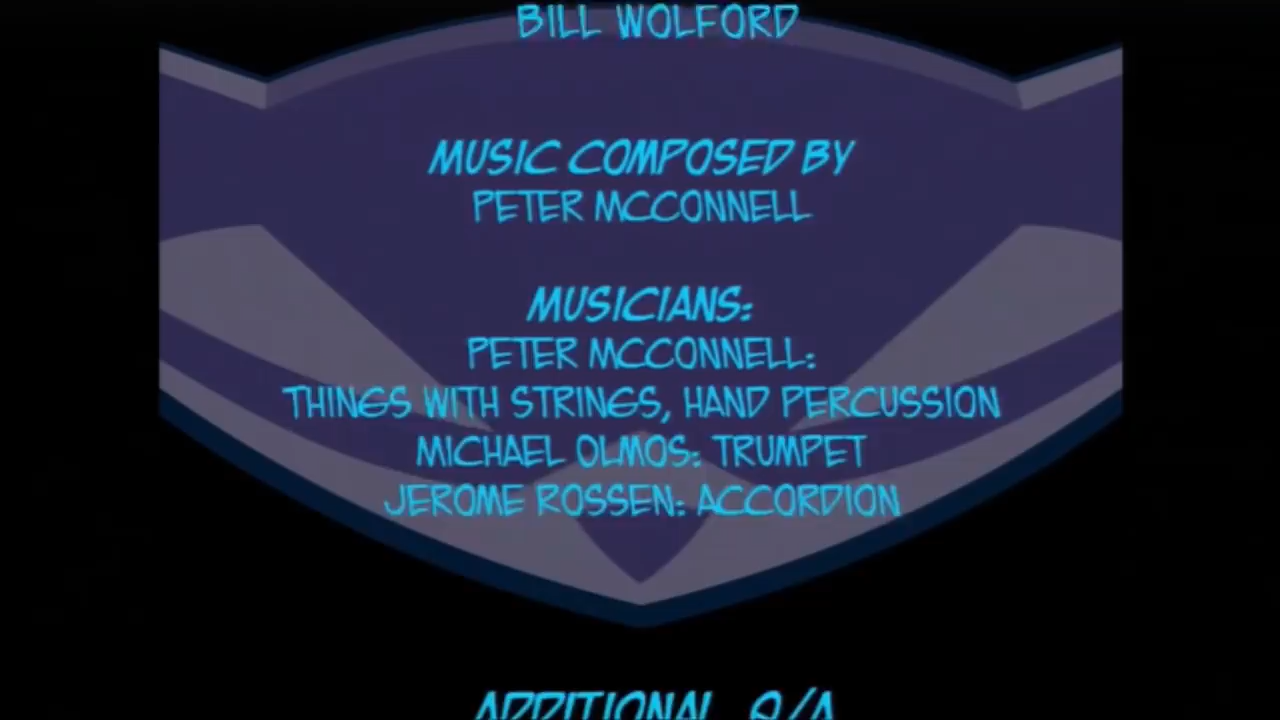 BILL WOLFORD
MUSIC COMPOSED BY
PETER MCCONNELL
MUSICIANS:
PETER MCCONNELL:
THINGS WITH STRINGS, HAND PERCUSSION
MICHAEL OLMOS: TRUMPET
JEROME ROSSEN: ACCORDION
ADDITIONAL